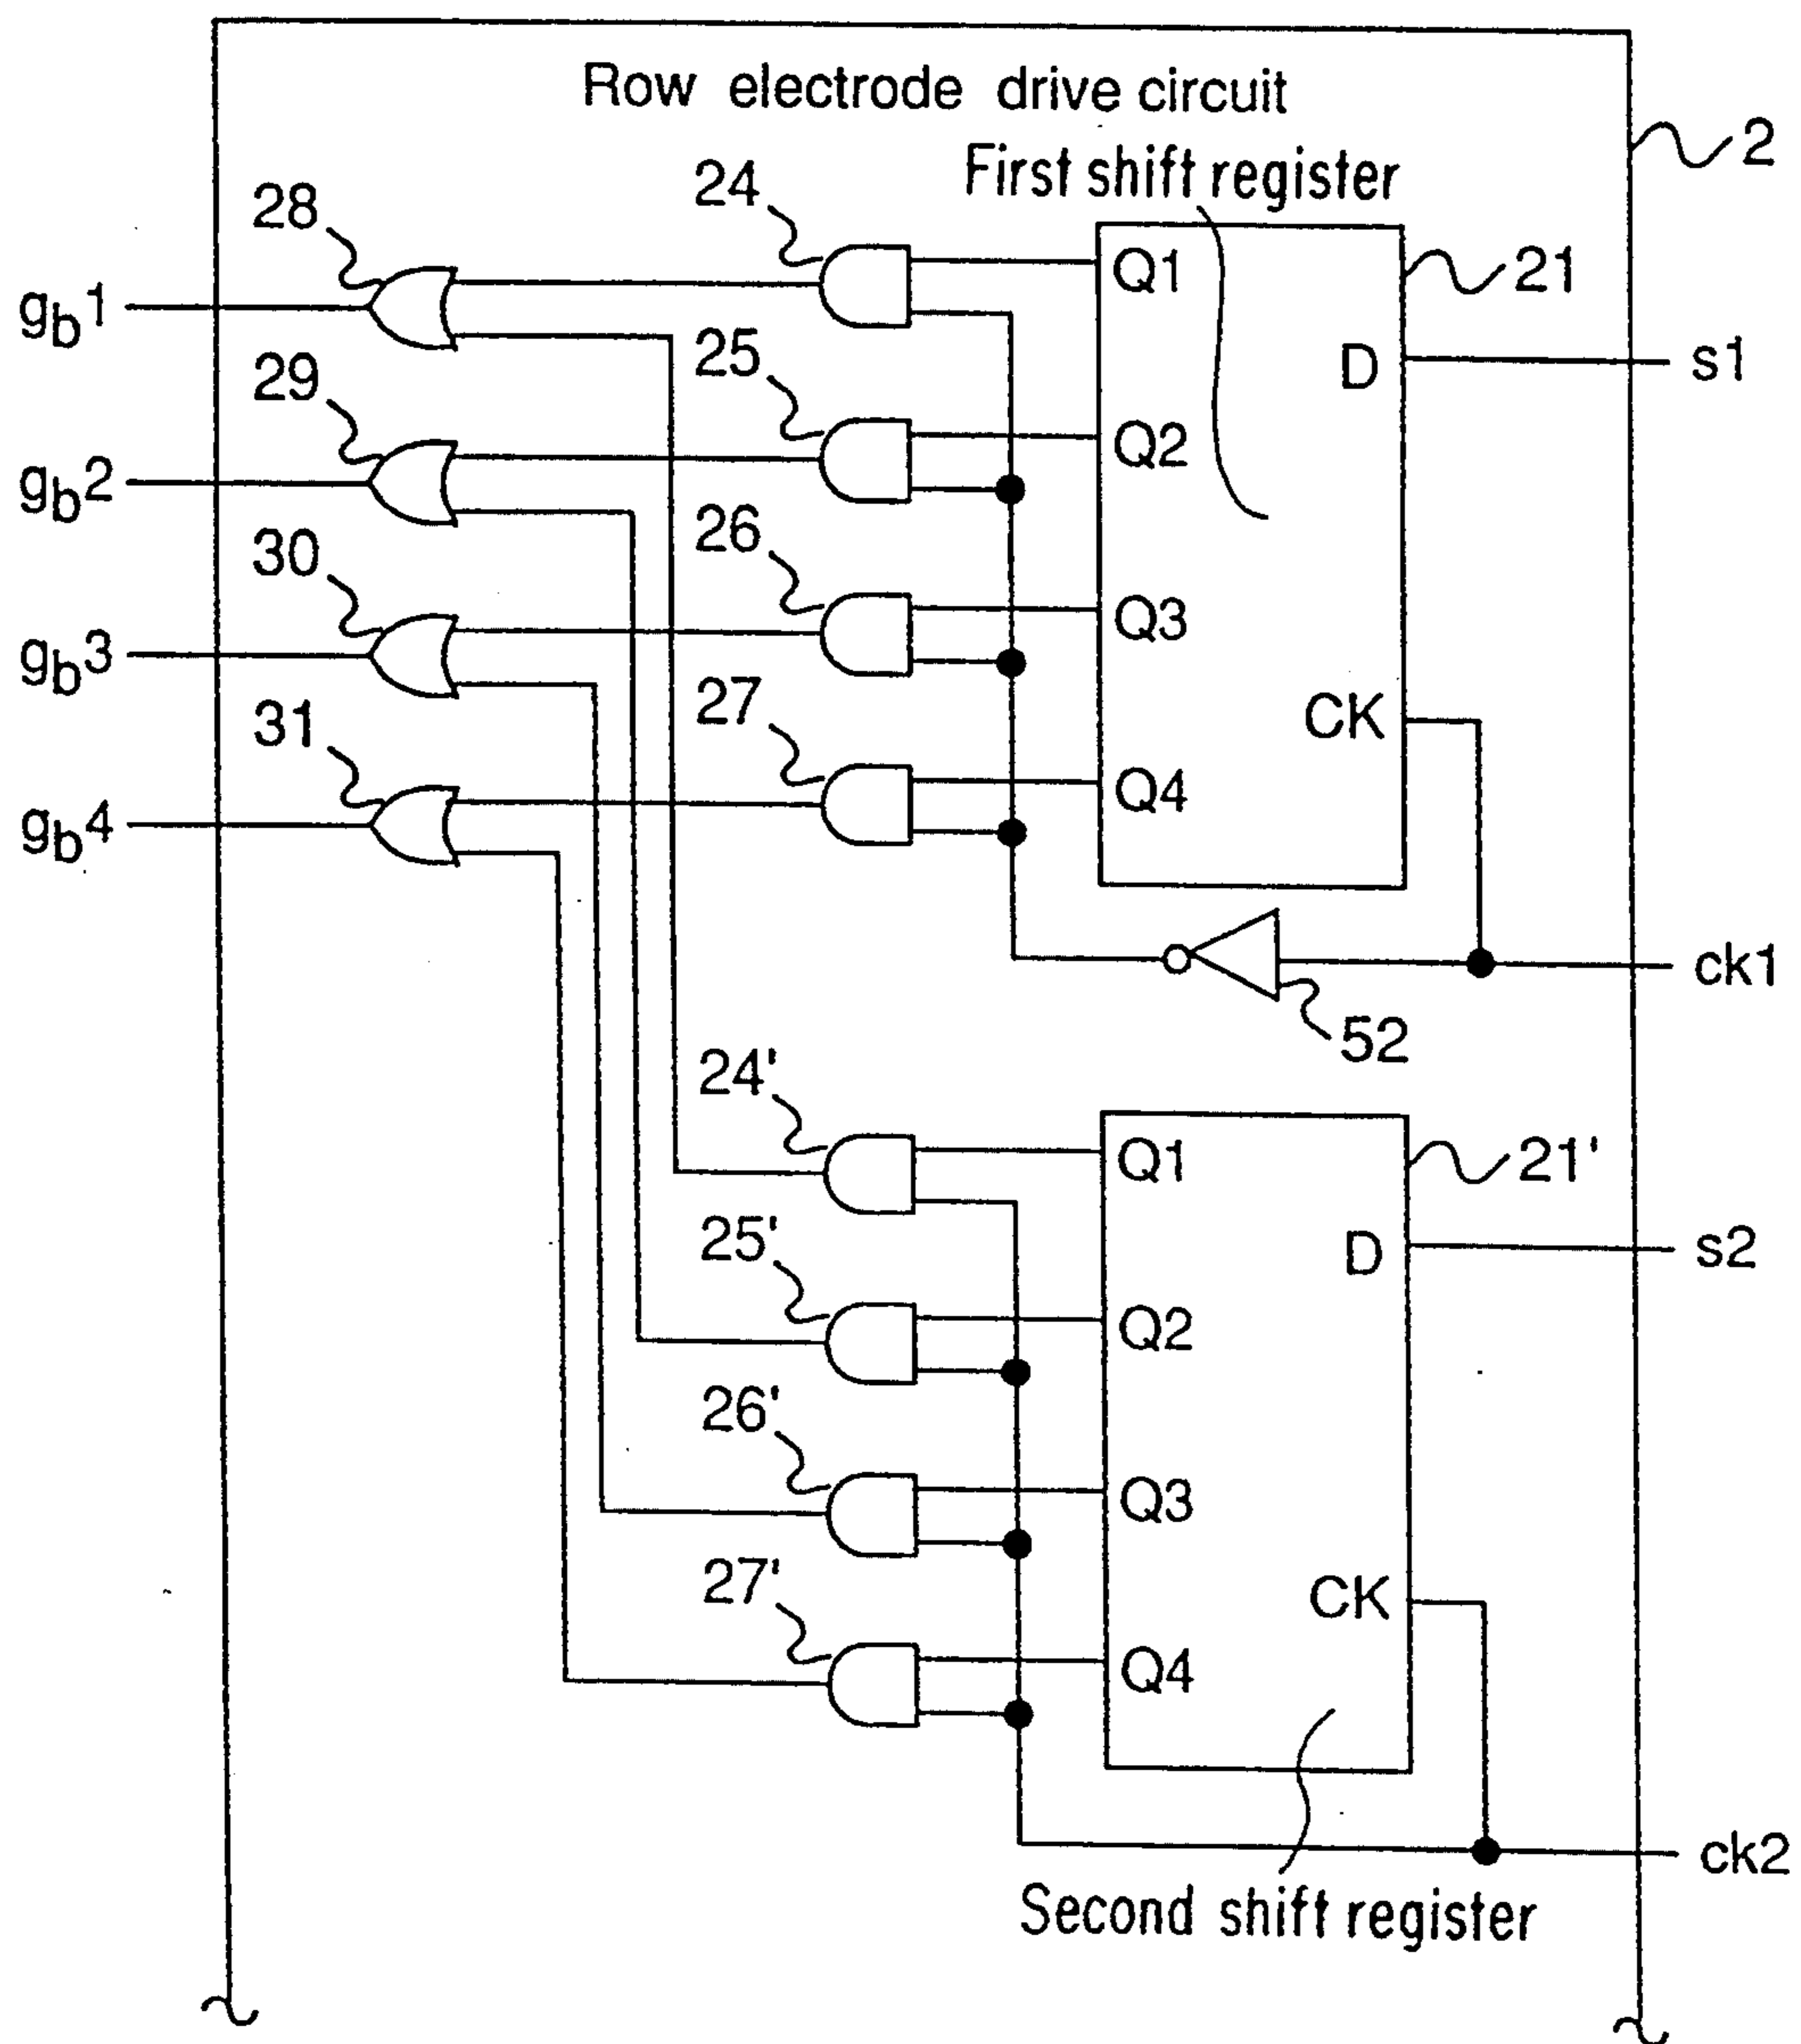 Row electrode drive circuit
2
First shift register
24
28
21
Q1
gb1
s1
D
25
29
Q2
gb2
26
30
Q3
gb3
27
31
CK
Q4
gb4
ck1
52
24'
21'
Q1
D
s2
25'
Q2
26'
Q3
27'
CK
Q4
ck2
Second shift register